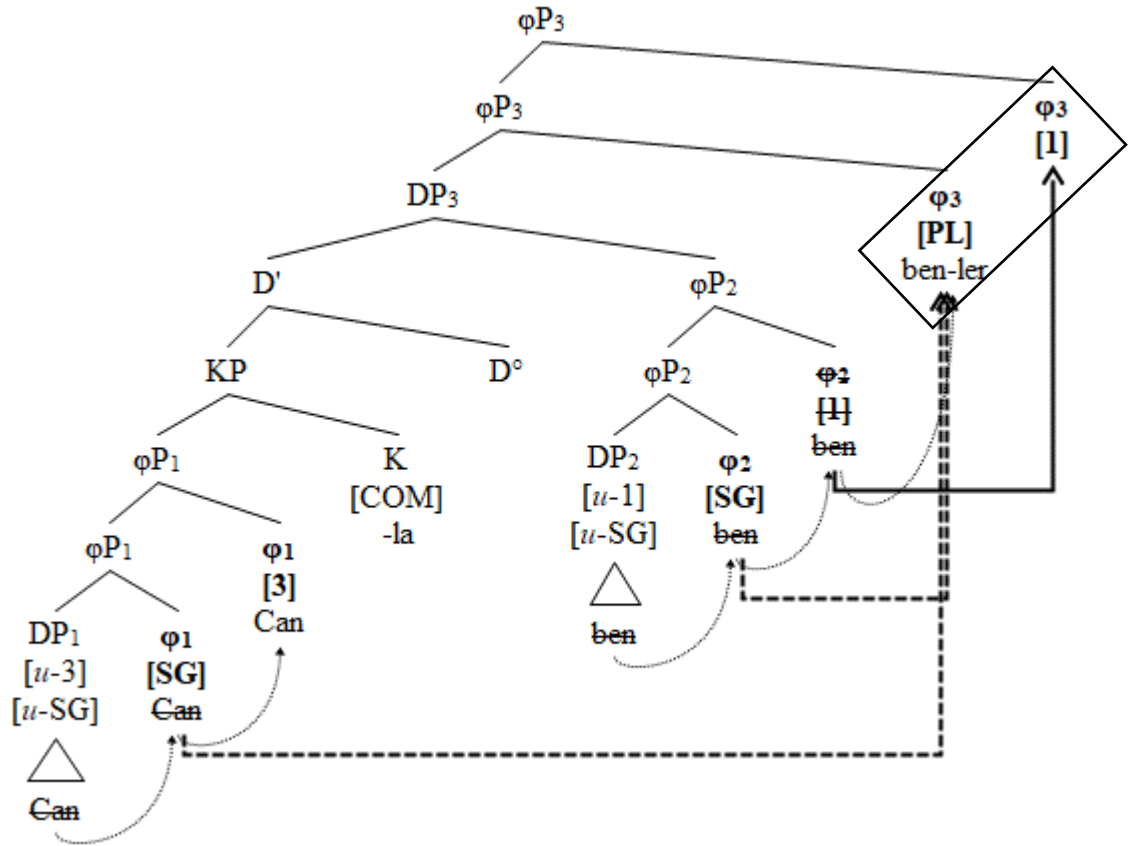 φP₃
φP₃
φ₃
[1]
DP₃
φ₃
[PL]
ben-ler
D'
φP₂
KP
D°
φP₂
φ₂
[1]
ben
φP₁
K
[COM]
-la
DP₂
[u-1]
[u-SG]
ben
φ₂
[SG]
ben
φP₁
φ₁
[3]
Can
DP₁
[u-3]
[u-SG]
Can
φ₁
[SG]
Can